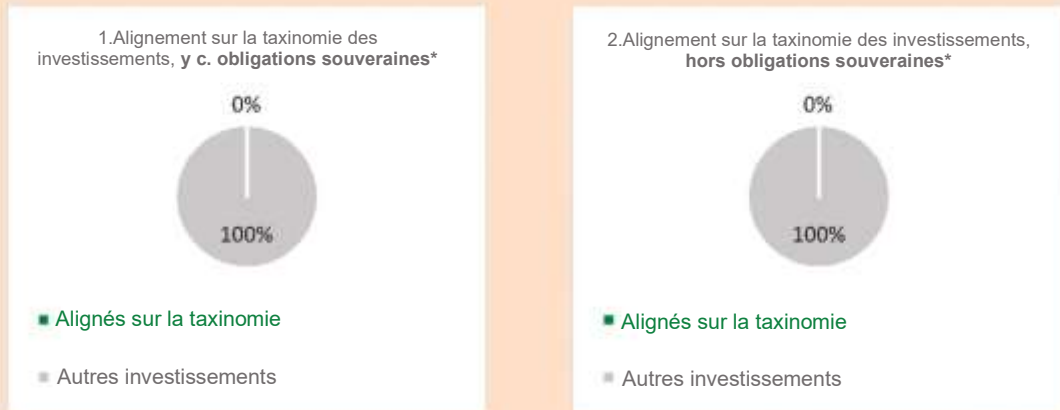 1.Alignement sur la taxinomie des
investissements, y c. obligations souveraines*
0%
100%
Alignés sur la taxinomie
Autres investissements
2.Alignement sur la taxinomie des investissements,
hors obligations souveraines*
0%
100%
Alignés sur la taxinomie
Autres investissements